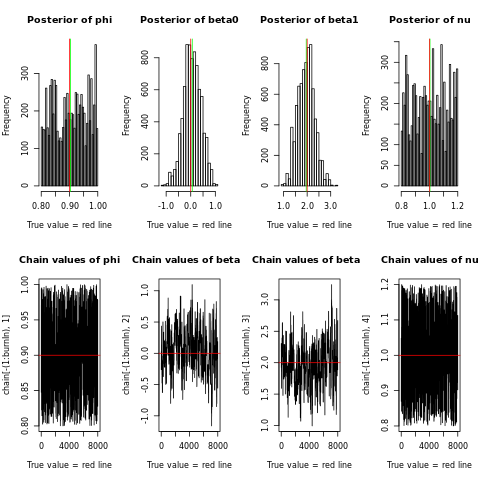 Posterior of phi
Frequency
0 100 200 300
0.80 0.90 1.00
True value = red line
Posterior of beta0
Frequency
0 200 400 600 800
-1.0 0.0 1.0
True value = red line
Posterior of beta1
Frequency
0 200 400 600 800
1.0 2.0 3.0
True value = red line
Posterior of nu
Frequency
0 100 200 350
0.8 1.0 1.2
True value = red line
Chain values of phi
chain[-(1:burnIn), 1]
0.80 0.85 0.90 0.95 1.00
0 4000 8000
True value = red line
Chain values of beta
chain[-(1:burnIn), 2]
-1.0 -0.5 0.0 0.5 1.0
0 4000 8000
True value = red line
Chain values of beta
chain[-(1:burnIn), 3]
1.0 1.5 2.0 2.5 3.0
0 4000 8000
True value = red line
Chain values of nu
chain[-(1:burnIn), 4]
0.8 0.9 1.0 1.1 1.2
0 4000 8000
True value = red line